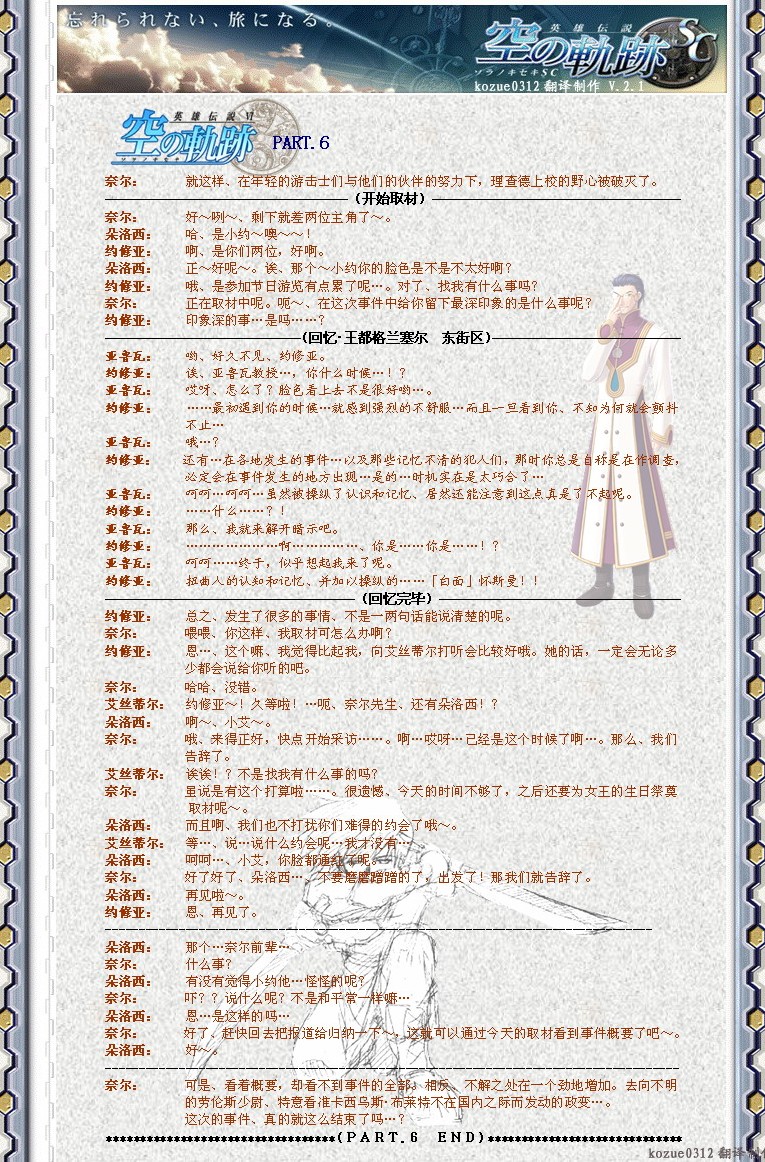 忘れられない、旅になる。
英雄伝説
空の軌跡SC
ソラノキセキSC
kozue0312 翻译制作 V.2.1
英雄伝説VI
空の軌跡
ソラノキセキ
PART.6
奈尔： 就这样、在年轻的游击士们与他们的伙伴的努力下，理查德上校的野心被破灭了。
（开始取材）
奈尔： 好～咧～、剩下就差两位主角了～。
朵洛西： 哈、是小约～噢～～！
约修亚： 啊、是你们两位，好啊。
朵洛西： 正～好呢～。诶、那个～小约你的脸色是不是不太好啊？
约修亚： 哦、是参加节日游览有点累了呢…。对了、找我有什么事吗？
奈尔： 正在取材中呢。呃～、在这次事件中给你留下最深印象的是什么事呢？
约修亚： 印象深的事…是吗……？
（回忆·王都格兰塞尔　东街区）
亚鲁瓦： 哟、好久不见、约修亚。
约修亚： 诶、亚鲁瓦教授…，你什么时候…！？
亚鲁瓦： 哎呀、怎么了？脸色看上去不是很好哟…。
约修亚： ……最初遇到你的时候…就感到强烈的不舒服…而且一旦看到你、不知为何就会颤抖
不止…
亚鲁瓦： 哦…？
约修亚： 还有…在各地发生的事件…以及那些记忆不清的犯人们，那时你总是自称是在作调查，
必定会在事件发生的地方出现…是的…时机实在是太巧合了…
亚鲁瓦： 呵呵…呵呵…虽然被操纵了认识和记忆、居然还能注意到这点真是了不起呢。
约修亚： ……什么……？！
亚鲁瓦： 那么、我就来解开暗示吧。
约修亚： …………………啊……………、你是……你是……！？
亚鲁瓦： 呵呵……终于，似乎想起我来了呢。
约修亚： 扭曲人的认知和记忆、并加以操纵的……「白面」怀斯曼！！
（回忆完毕）
约修亚： 总之、发生了很多的事情、不是一两句话能说清楚的呢。
奈尔： 喂喂、你这样、我取材可怎么办啊？
约修亚： 恩…、这个嘛、我觉得比起我，向艾丝蒂尔打听会比较好哦。她的话，一定会无论多
少都会说给你听的吧。
奈尔： 哈哈、没错。
艾丝蒂尔： 约修亚～！久等啦！…呃、奈尔先生、还有朵洛西！？
朵洛西： 啊～、小艾～。
奈尔： 哦、来得正好，快点开始采访……。啊…哎呀…已经是这个时候了啊…。那么、我们
告辞了。
艾丝蒂尔： 诶诶！？不是找我有什么事的吗？
奈尔： 虽说是有这个打算啦……。很遗憾、今天的时间不够了，之后还要为女王的生日祭奠
取材呢～。
朵洛西： 而且啊、我们也不打扰你们难得的约会了哦～。
艾丝蒂尔： 等…、说…说什么约会呢…我才没有…
朵洛西： 呵呵…、小艾，你脸都通红了呢。
奈尔： 好了好了、朵洛西…、不要磨磨蹭蹭的了，出发了！那我们就告辞了。
朵洛西： 再见啦～。
约修亚： 恩、再见了。
朵洛西： 那个…奈尔前辈…
奈尔： 什么事？
朵洛西： 有没有觉得小约他…怪怪的呢？
奈尔： 吓？？说什么呢？不是和平常一样嘛…
朵洛西： 恩…是这样的吗…
奈尔： 好了、赶快回去把报道给归纳一下～，这就可以通过今天的取材看到事件概要了吧～。
朵洛西： 好～。
奈尔： 可是、看着概要，却看不到事件的全部。相反、不解之处在一个劲地增加。去向不明
的劳伦斯少尉、特意看准卡西乌斯·布莱特不在国内之际而发动的政变…。
这次的事件、真的就这么结束了吗…？
********************************(PART.6 END)****************************
kozue0312 翻译制作